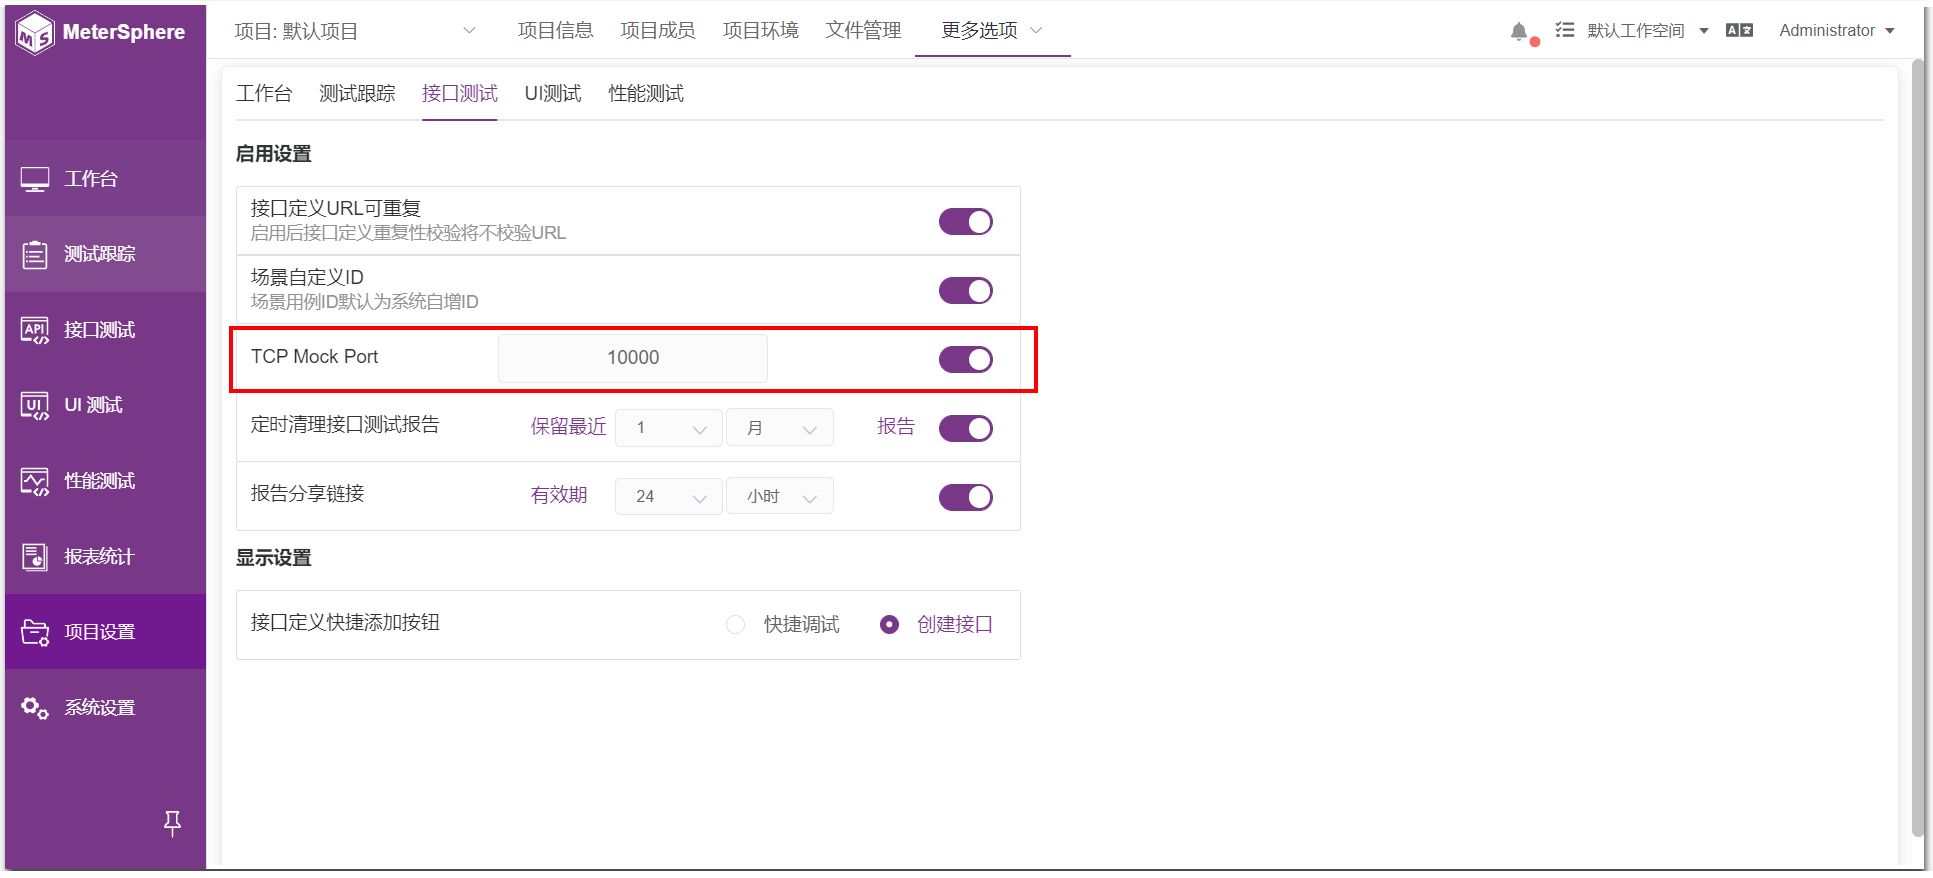 MeterSphere
项目: 默认项目
项目信息
项目成员
项目环境
文件管理
更多选项
默认工作空间
Administrator
工作台
测试跟踪
接口测试
UI 测试
性能测试
报表统计
项目设置
系统设置
工作台 测试跟踪 接口测试 UI测试 性能测试
启用设置
接口定义URL可重复
启用后接口定义重复性校验将不校验URL
场景自定义ID
场景用例ID默认为系统自增ID
TCP Mock Port 10000
定时清理接口测试报告 保留最近 1 月 报告
报告分享链接 有效期 24 小时
显示设置
接口定义快捷添加按钮 快捷调试 创建接口